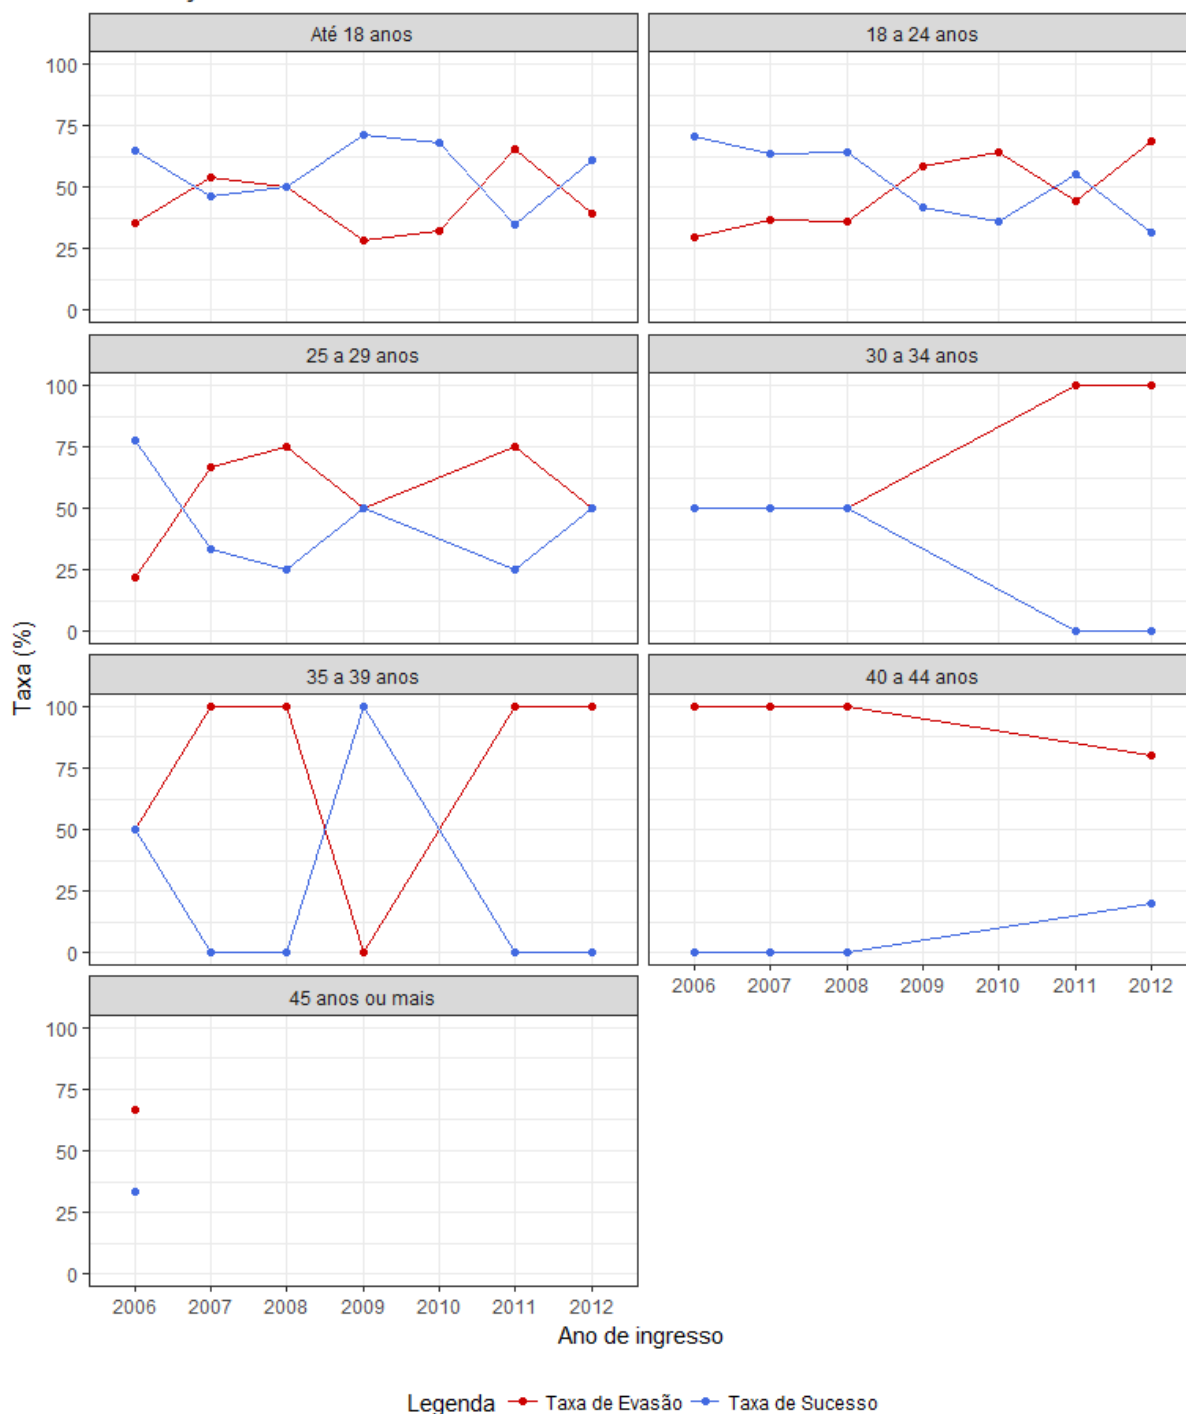 Até 18 anos
18 a 24 anos
100
75
50
25
0
25 a 29 anos
30 a 34 anos
100
75
50
25
0
35 a 39 anos
40 a 44 anos
100
75
50
25
0
2006 2007 2008 2009 2010 2011 2012
45 anos ou mais
100
75
50
25
0
2006 2007 2008 2009 2010 2011 2012
Taxa (%)
Ano de ingresso
Legenda Taxa de Evasão Taxa de Sucesso